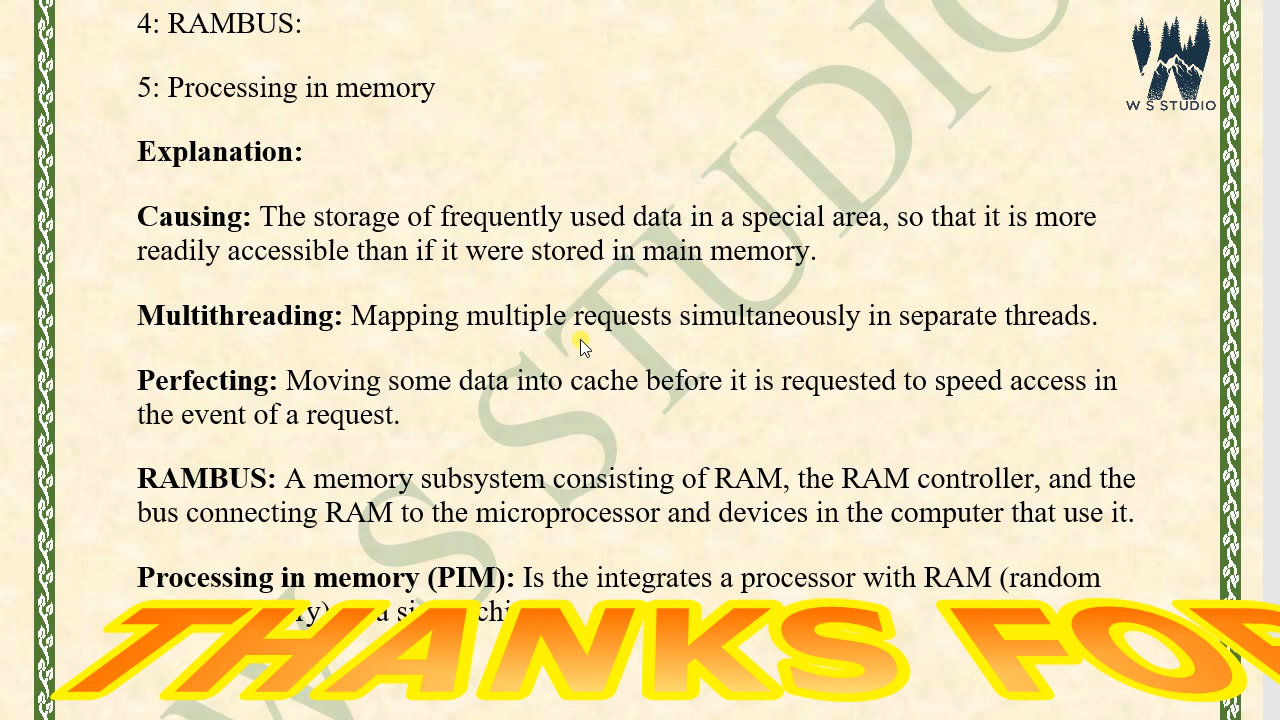 4: RAMBUS:
W S STUDIO
5: Processing in memory
Explanation:
Causing: The storage of frequently used data in a special area, so that it is more
readily accessible than if it were stored in main memory.
Multithreading: Mapping multiple requests simultaneously in separate threads.
Perfecting: Moving some data into cache before it is requested to speed access in
the event of a request.
RAMBUS: A memory subsystem consisting of RAM, the RAM controller, and the
bus connecting RAM to the microprocessor and devices in the computer that use it.
Processing in memory (PIM): Is the integrates a processor with RAM (random
THANKS FOR
W S STUDIO